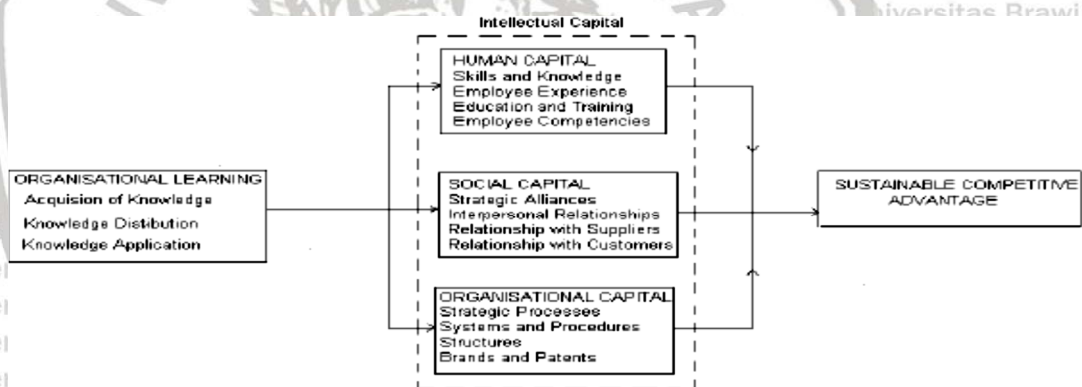 Universitas Brawi
Intellectual Capital
HUMAN CAPITAL
Skills and Knowledge
Employee Experience
Education and Training
Employee Competencies
ORGANISATIONAL LEARNING
Acquision of Knowledge
Knowledge Distibution
Knowledge Application
SOCIAL CAPITAL
Strategic Alliances
Interpersonal Relationships
Relationship with Suppliers
Relationship with Customers
SUSTAINABLE COMPETITIVE
ADVANTAGE
ORGANISATIONAL CAPITAL
Strategic Processes
Systems and Procedures
Structures
Brands and Patents